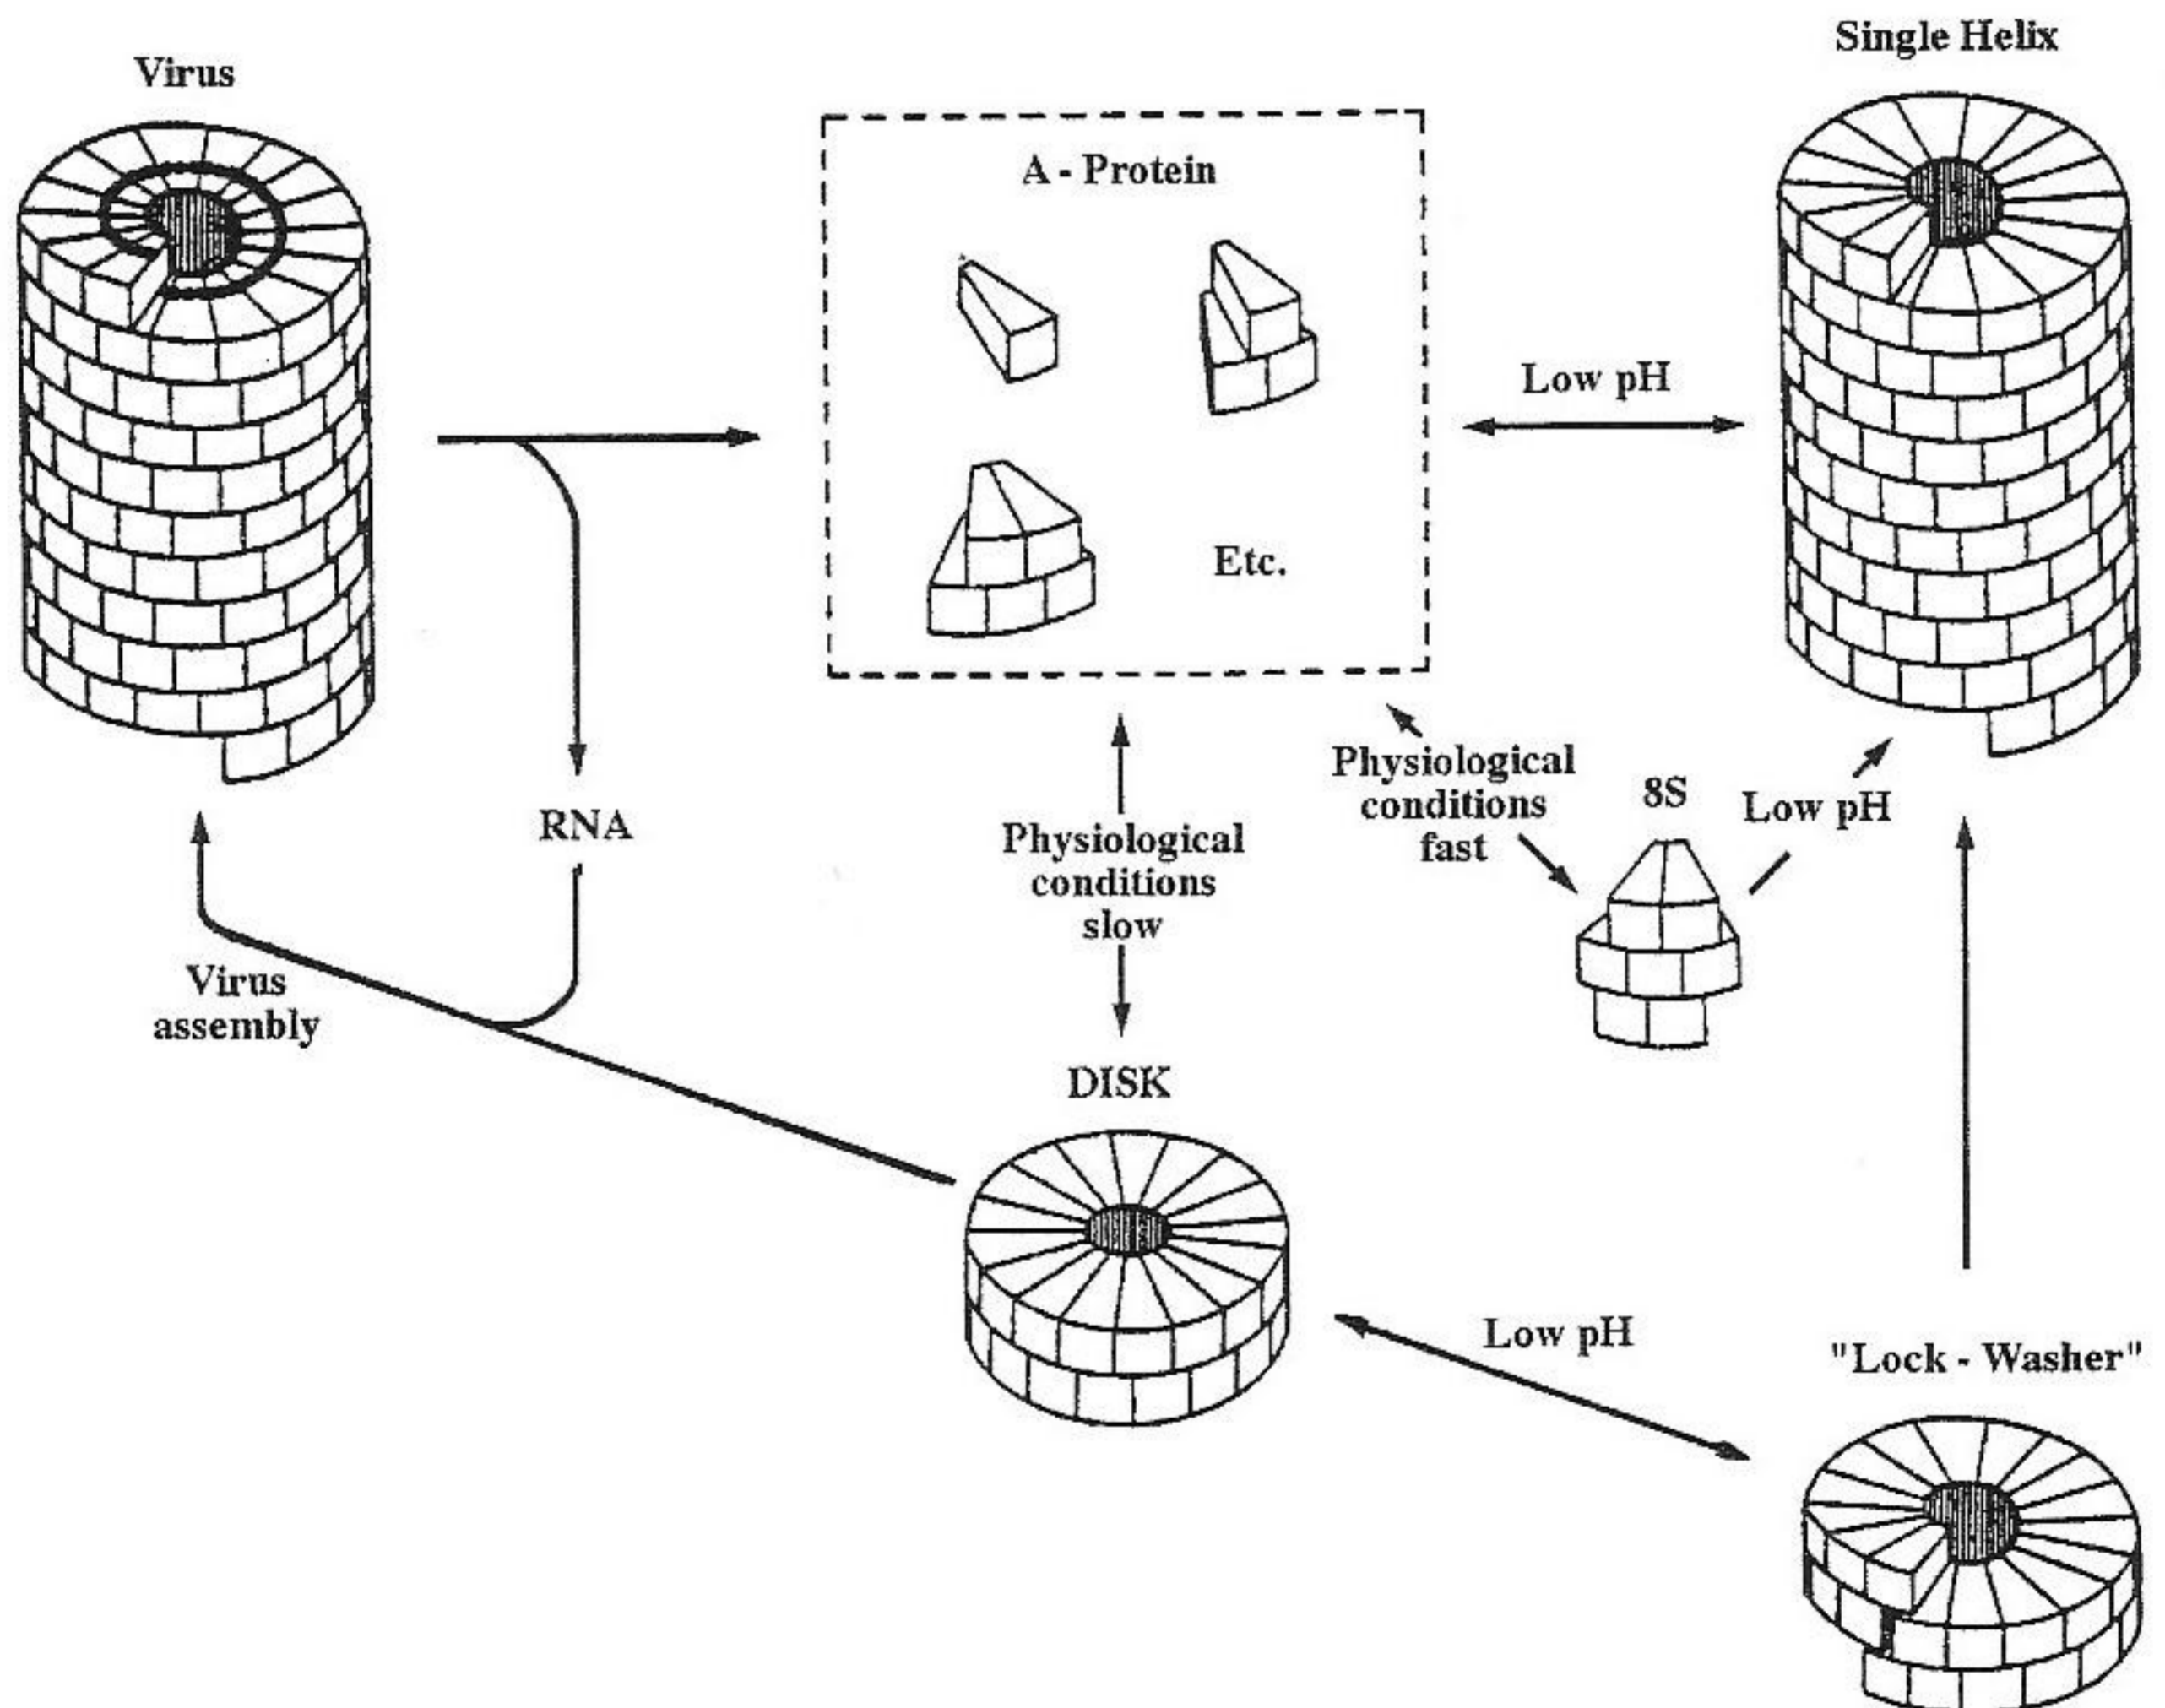 Single Helix
Virus
A - Protein
Low pH
Etc.
Physiological
conditions
fast
8S
Low pH
RNA
Physiological
conditions
slow
Virus
assembly
DISK
Low pH
"Lock - Washer"